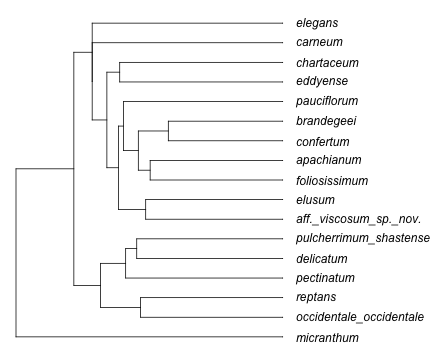 elegans
carneum
chartaceum
eddyense
pauciflorum
brandegeei
confertum
apachianum
foliosissimum
elusum
aff._viscosum_sp._nov.
pulcherrimum_shastense
delicatum
pectinatum
reptans
occidentale_occidentale
micranthum